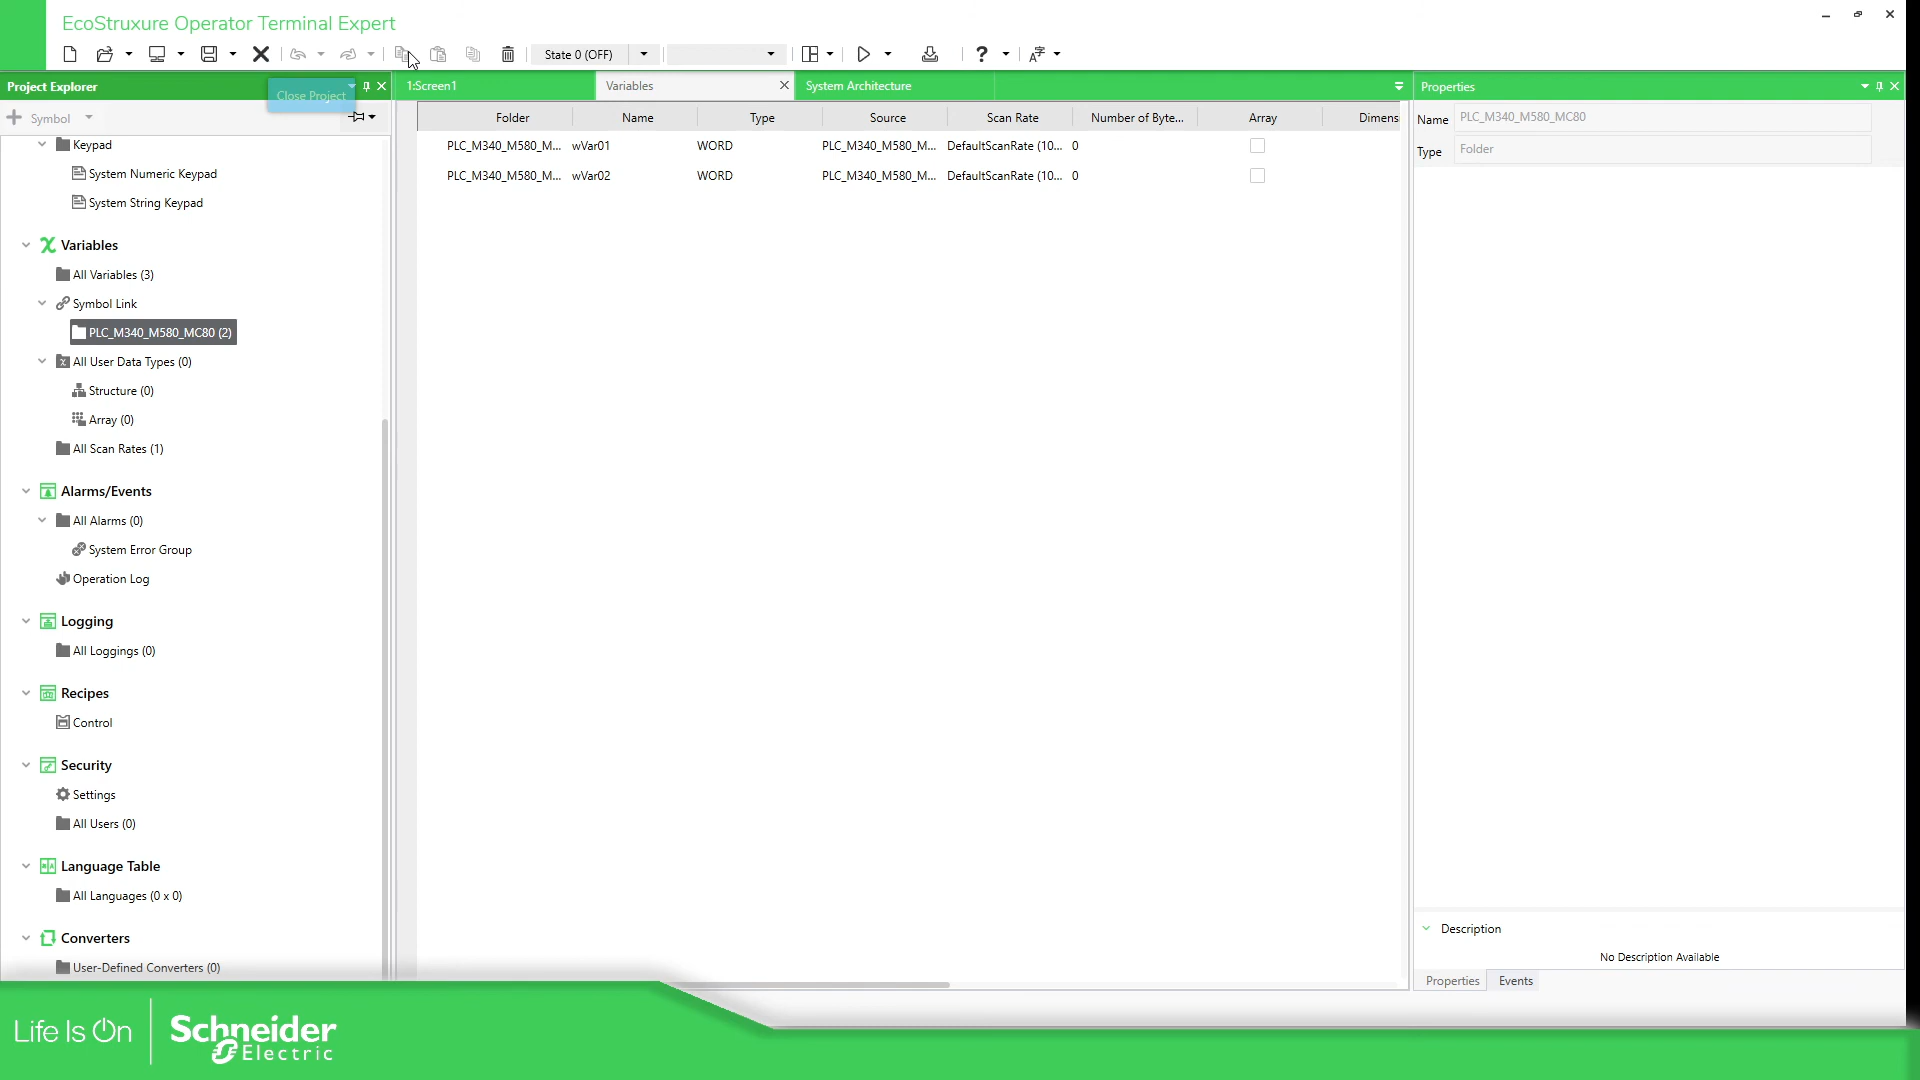 EcoStruxure Operator Terminal Expert
State 0 (OFF)
Project Explorer
Close Project
1:Screen1
Variables
System Architecture
Properties
Symbol
Folder Name Type Source Scan Rate Number of Byte... Array Dimens
PLC_M340_M580_M... wVar01 WORD PLC_M340_M580_M... DefaultScanRate (10... 0
PLC_M340_M580_M... wVar02 WORD PLC_M340_M580_M... DefaultScanRate (10... 0
Name PLC_M340_M580_MC80
Type Folder
Keypad
System Numeric Keypad
System String Keypad
Variables
All Variables (3)
Symbol Link
PLC_M340_M580_MC80 (2)
All User Data Types (0)
Structure (0)
Array (0)
All Scan Rates (1)
Alarms/Events
All Alarms (0)
System Error Group
Operation Log
Logging
All Loggings (0)
Recipes
Control
Security
Settings
All Users (0)
Language Table
All Languages (0 x 0)
Converters
User-Defined Converters (0)
Description
No Description Available
Properties Events
Life Is On
Schneider
Electric